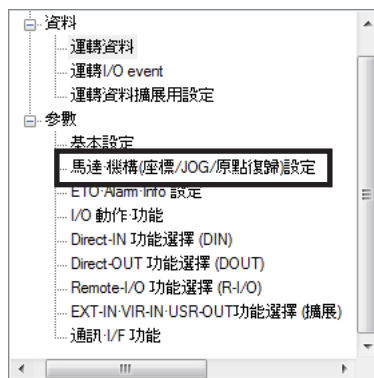 資料
運轉資料
運轉I/O event
運轉資料擴展用設定
參數
基本設定
馬達·機構(座標/JOG/原點復歸)設定
ETO·Alarm·Info 設定
I/O 動作·功能
Direct-IN 功能選擇 (DIN)
Direct-OUT 功能選擇 (DOUT)
Remote-I/O 功能選擇 (R-I/O)
EXT-IN·VIR-IN·USR-OUT功能選擇 (擴展)
通訊·I/F 功能